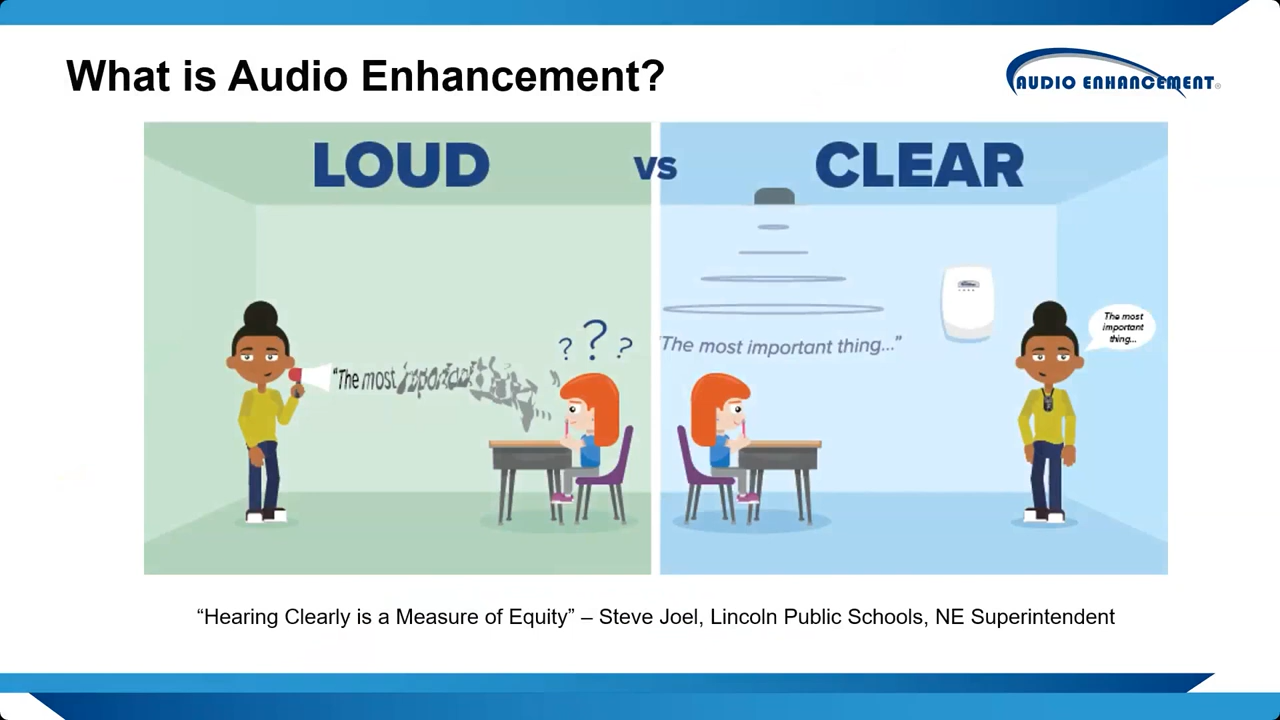 What is Audio Enhancement?
AUDIO ENHANCEMENT®
LOUD vs CLEAR
"The most important
? ? ?
"The most important thing..."
The most
important
thing...
“Hearing Clearly is a Measure of Equity” – Steve Joel, Lincoln Public Schools, NE Superintendent